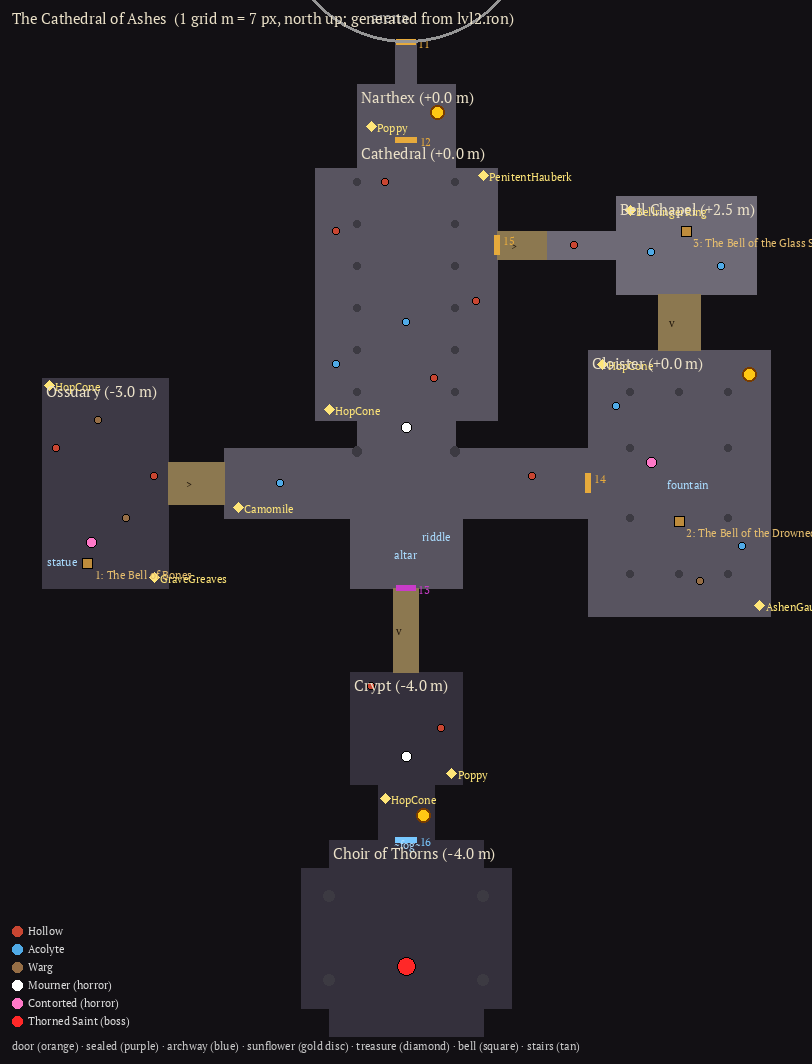 The Cathedral of Ashes (1 grid m = 7 px, north up; generated from lvl2.ron)
arena
11
Narthex (+0.0 m)
Poppy
12
Cathedral (+0.0 m)
PenitentHauberk
Bell Chapel (+2.5 m)
BellringerRing
15
>
3: The Bell of the Glass S
v
Cloister (+0.0 m)
HopCone
HopCone
Ossuary (-3.0 m)
HopCone
>
14
fountain
Camomile
2: The Bell of the Drowned
riddle
altar
statue
1: The Bell of Bones
GraveGreaves
13
AshenGau
v
Crypt (-4.0 m)
Poppy
HopCone
16
~fog~
Choir of Thorns (-4.0 m)
Hollow
Acolyte
Warg
Mourner (horror)
Contorted (horror)
Thorned Saint (boss)
door (orange) · sealed (purple) · archway (blue) · sunflower (gold disc) · treasure (diamond) · bell (square) · stairs (tan)